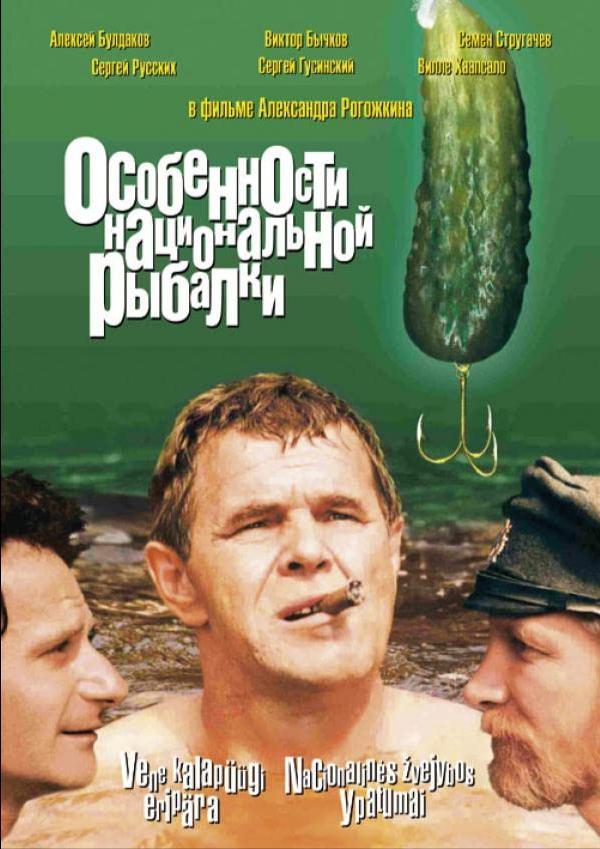 Алексей Булдаков Виктор Бычков Семен Стругачев
Сергей Русских Сергей Гусинский Вилле Хаапсало
в фильме Александра Рогожкина
Особенности
национальной
рыбалки
Vene kalapüügi Nacionalinės žvejybos
eripära ypatumai